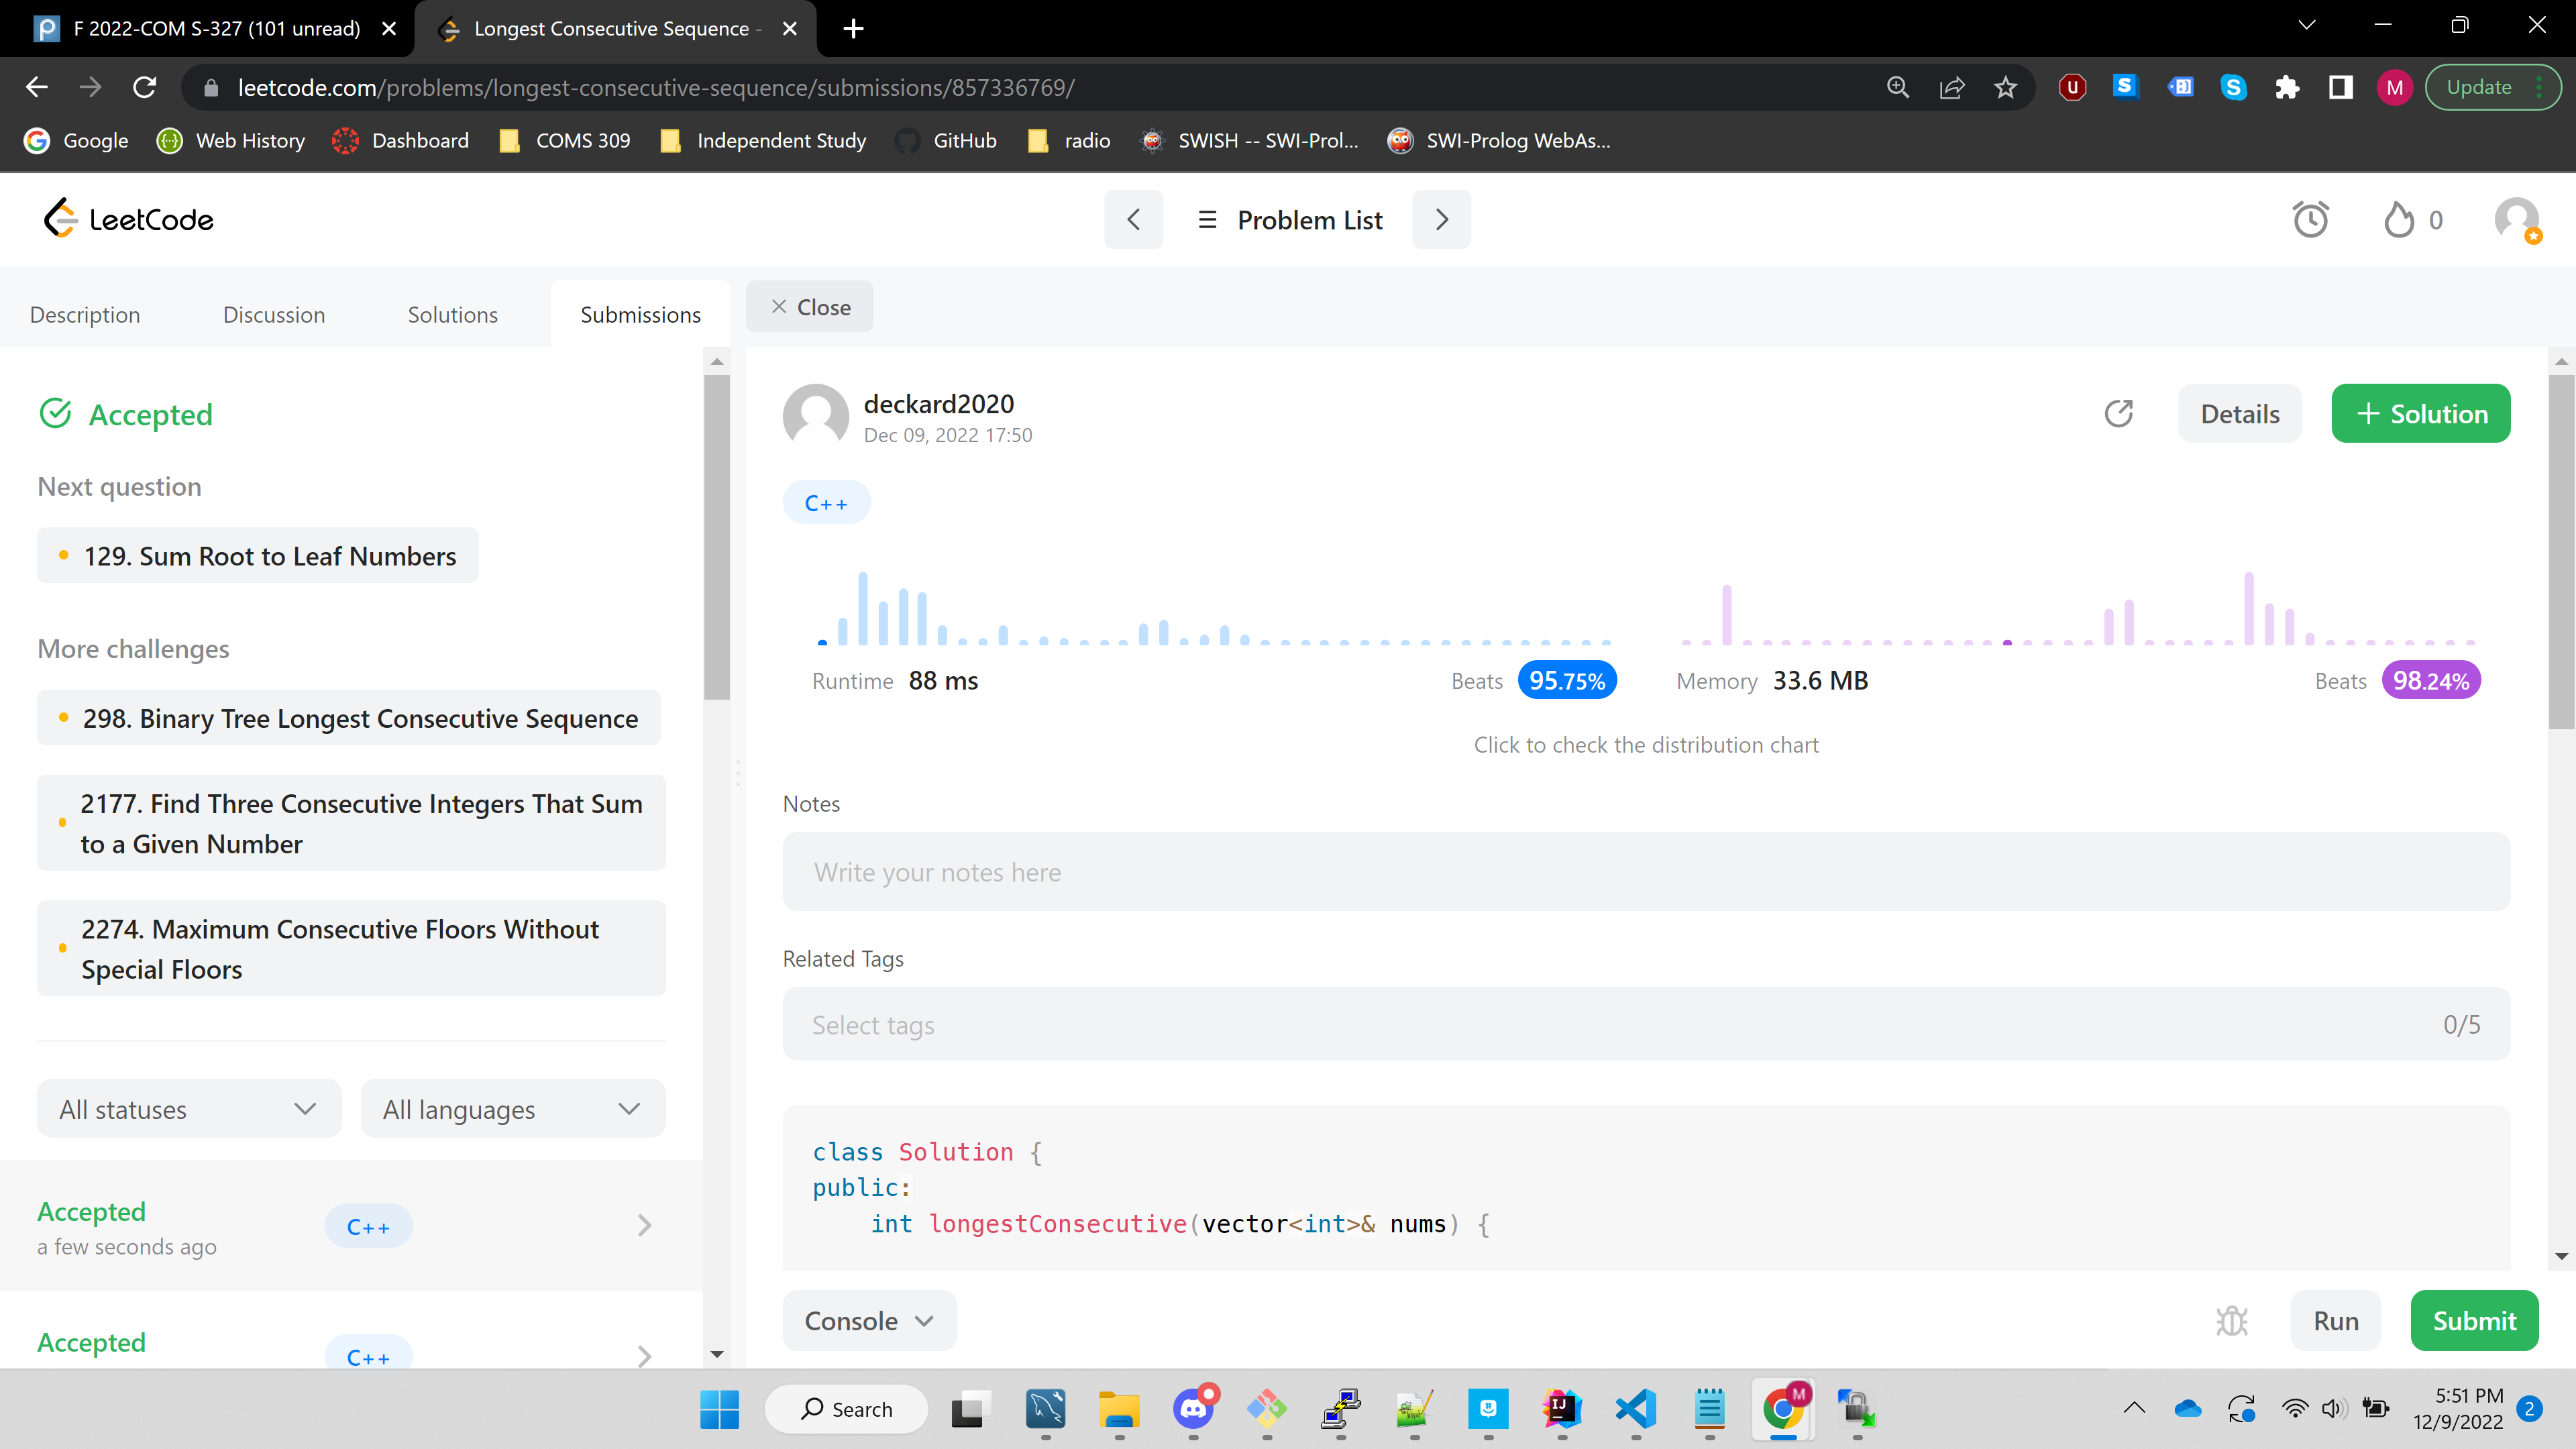 F 2022-COM S-327 (101 unread)
Longest Consecutive Sequence -
leetcode.com/problems/longest-consecutive-sequence/submissions/857336769/
M
Update
Google
Web History
Dashboard
COMS 309
Independent Study
GitHub
radio
SWISH -- SWI-Prol...
SWI-Prolog WebAs...
LeetCode
Problem List
0
Description
Discussion
Solutions
Submissions
Close
Accepted
Next question
129. Sum Root to Leaf Numbers
More challenges
298. Binary Tree Longest Consecutive Sequence
2177. Find Three Consecutive Integers That Sum
to a Given Number
2274. Maximum Consecutive Floors Without
Special Floors
All statuses
All languages
Accepted
C++
a few seconds ago
Accepted
C++
deckard2020
Dec 09, 2022 17:50
Details
+ Solution
C++
Runtime 88 ms
Beats 95.75%
Memory 33.6 MB
Beats 98.24%
Click to check the distribution chart
Notes
Write your notes here
Related Tags
Select tags
0/5
class Solution {
public:
    int longestConsecutive(vector<int>& nums) {
Console
Run
Submit
Search
IJ
M
5:51 PM
12/9/2022
2